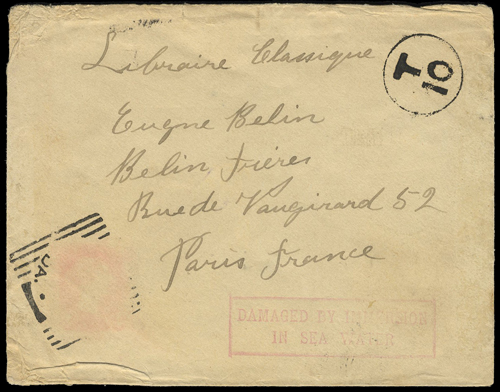 Libraire Classique
T
10
Eugne Belin
Belin Frères
Rue de Vaugirard 52
Paris France
CA.
DAMAGED BY IMMERSION
IN SEA WATER